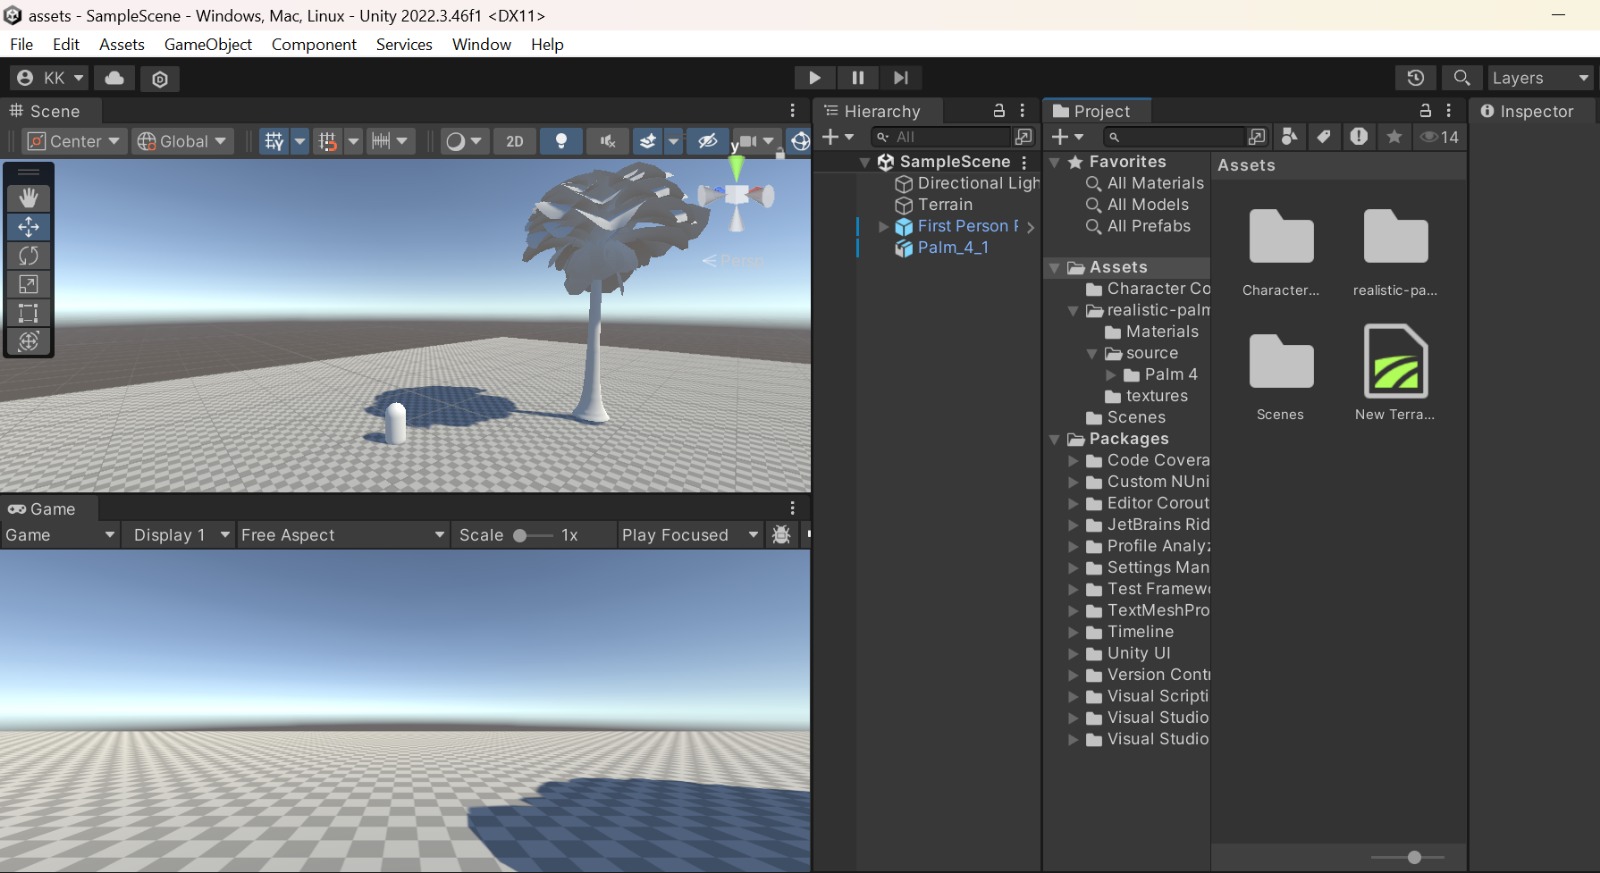 assets - SampleScene - Windows, Mac, Linux - Unity 2022.3.46f1 <DX11>
File Edit Assets GameObject Component Services Window Help
KK
Layers
Scene
Center
Global
2D
y
Persp
Game
Game
Display 1
Free Aspect
Scale
1x
Play Focused
Hierarchy
All
SampleScene
Directional Ligh
Terrain
First Person F
Palm_4_1
Project
14
Favorites
All Materials
All Models
All Prefabs
Assets
Character Co
realistic-palm
Materials
source
Palm 4
textures
Scenes
Packages
Code Covera
Custom NUni
Editor Corout
JetBrains Rid
Profile Analyz
Settings Man
Test Framewo
TextMeshPro
Timeline
Unity UI
Version Cont
Visual Scripti
Visual Studio
Visual Studio
Assets
Character...
realistic-pa...
Scenes
New Terra...
Inspector